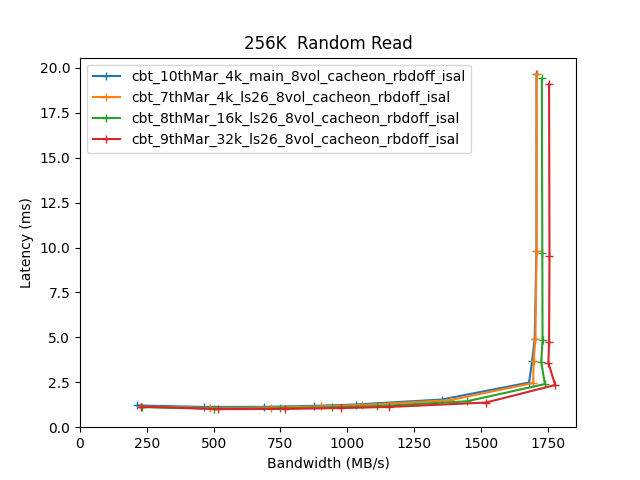 256K  Random Read
cbt_10thMar_4k_main_8vol_cacheon_rbdoff_isal
cbt_7thMar_4k_ls26_8vol_cacheon_rbdoff_isal
cbt_8thMar_16k_ls26_8vol_cacheon_rbdoff_isal
cbt_9thMar_32k_ls26_8vol_cacheon_rbdoff_isal
Latency (ms)
20.0
17.5
15.0
12.5
10.0
7.5
5.0
2.5
0.0
0 250 500 750 1000 1250 1500 1750
Bandwidth (MB/s)